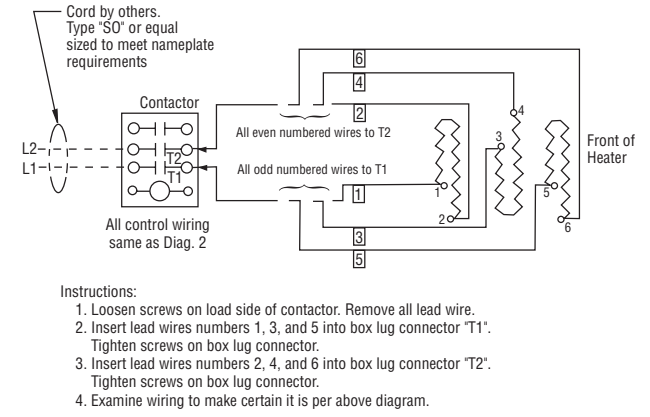 Cord by others.
Type "SO" or equal
sized to meet nameplate
requirements
6
4
Contactor
2
4
All even numbered wires to T2
3
Front of
Heater
L2
T2
L1
All odd numbered wires to T1
T1
1
1
5
2
6
All control wiring
same as Diag. 2
3
5
Instructions:
1. Loosen screws on load side of contactor. Remove all lead wire.
2. Insert lead wires numbers 1, 3, and 5 into box lug connector "T1".
Tighten screws on box lug connector.
3. Insert lead wires numbers 2, 4, and 6 into box lug connector "T2".
Tighten screws on box lug connector.
4. Examine wiring to make certain it is per above diagram.